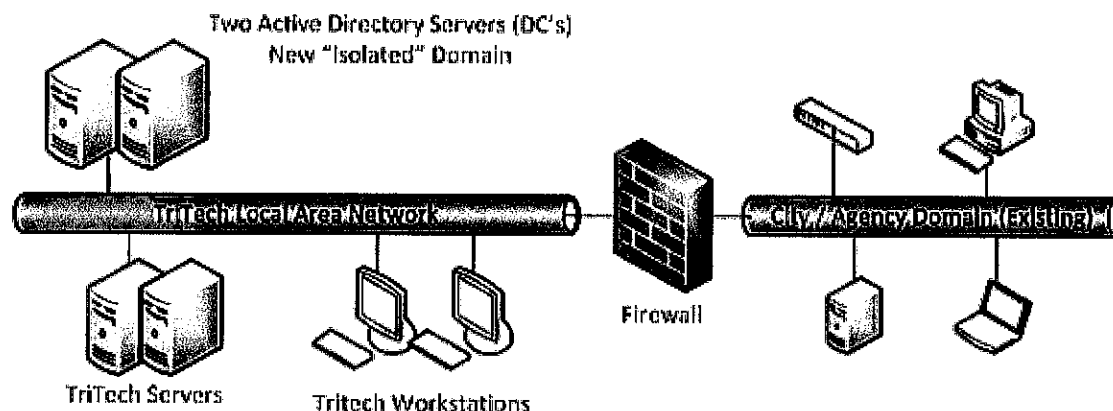 Two Active Directory Servers (DC's)
New "Isolated" Domain
TriTech Local Area Network
City / Agency Domain (Existing)
Firewall
TriTech Servers
Tritech Workstations